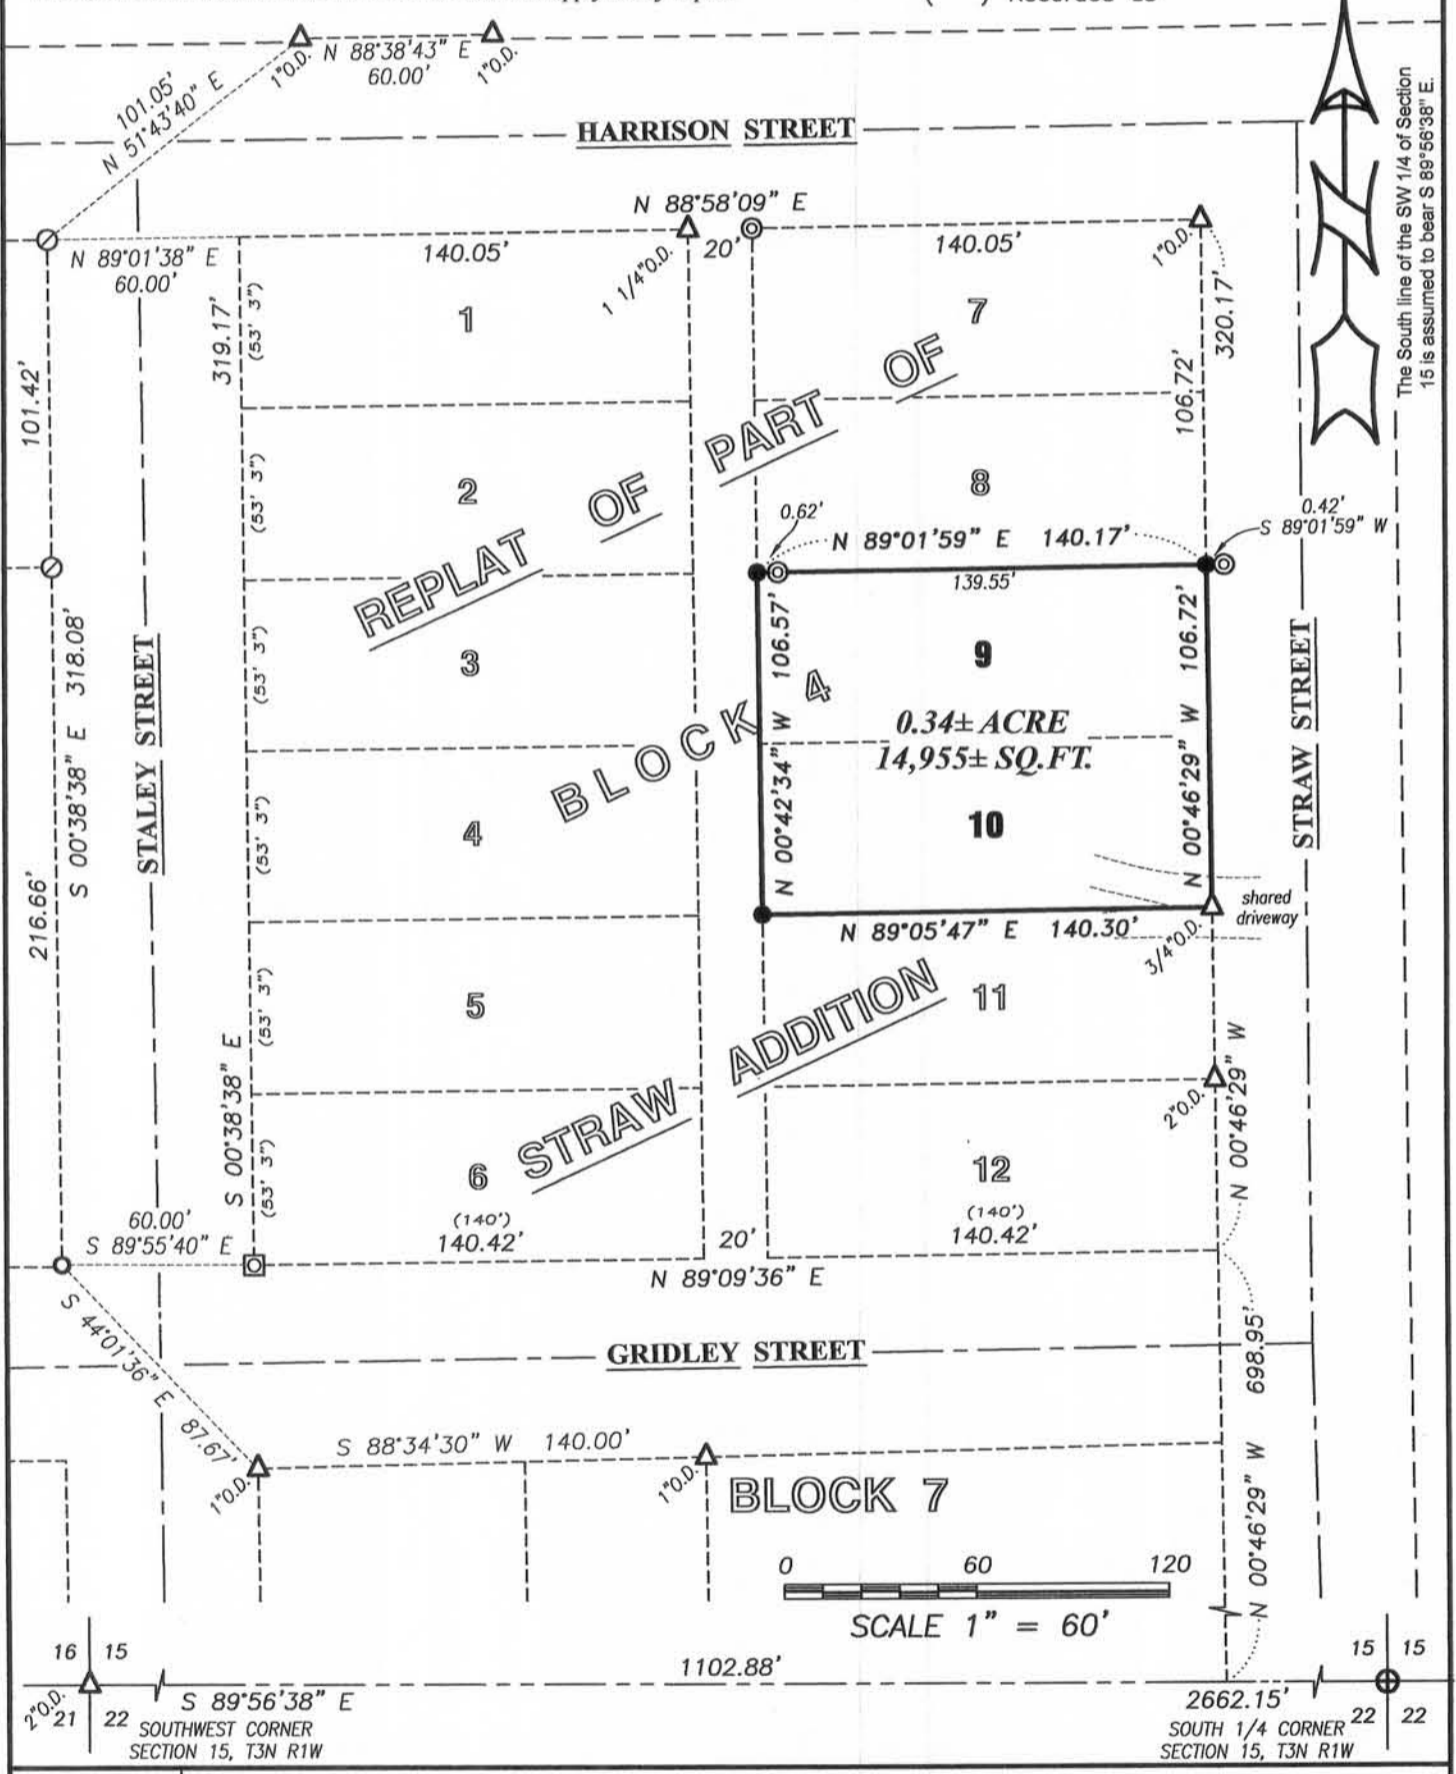 ( ) Recorded as
N 88°38'43" E
60.00'
1"O.D.
1"O.D.
101.05'
N 51°43'40" E
HARRISON STREET
The South line of the SW 1/4 of Section
15 is assumed to bear S 89°56'38" E.
N
N 88°58'09" E
N 89°01'38" E
60.00'
140.05'
20'
140.05'
1 1/4"O.D.
1"O.D.
101.42'
319.17'
(53' 3")
1
7
320.17'
106.72'
REPLAT OF PART OF
(53' 3")
2
8
0.62'
N 89°01'59" E 140.17'
0.42'
S 89°01'59" W
139.55'
S 00°38'38" E 318.08'
STALEY STREET
(53' 3")
3
N 00°42'34" W 106.57'
9
N 00°46'29" W 106.72'
STRAW STREET
BLOCK 4
0.34± ACRE
14,955± SQ.FT.
(53' 3")
4
10
216.66'
shared
driveway
N 89°05'47" E 140.30'
3/4"O.D.
S 00°38'38" E
(53' 3")
5
11
STRAW ADDITION
2"O.D.
N 00°46'29" W
(53' 3")
6
12
(140')
140.42'
20'
(140')
140.42'
60.00'
S 89°55'40" E
N 89°09'36" E
S 44°01'36" E 87.67'
GRIDLEY STREET
698.95'
S 88°34'30" W 140.00'
1"O.D.
1"O.D.
BLOCK 7
N 00°46'29" W
0 60 120
SCALE 1" = 60'
16 15
15 15
1102.88'
2"O.D.
21 22
S 89°56'38" E
SOUTHWEST CORNER
SECTION 15, T3N R1W
2662.15'
SOUTH 1/4 CORNER
SECTION 15, T3N R1W
22 22